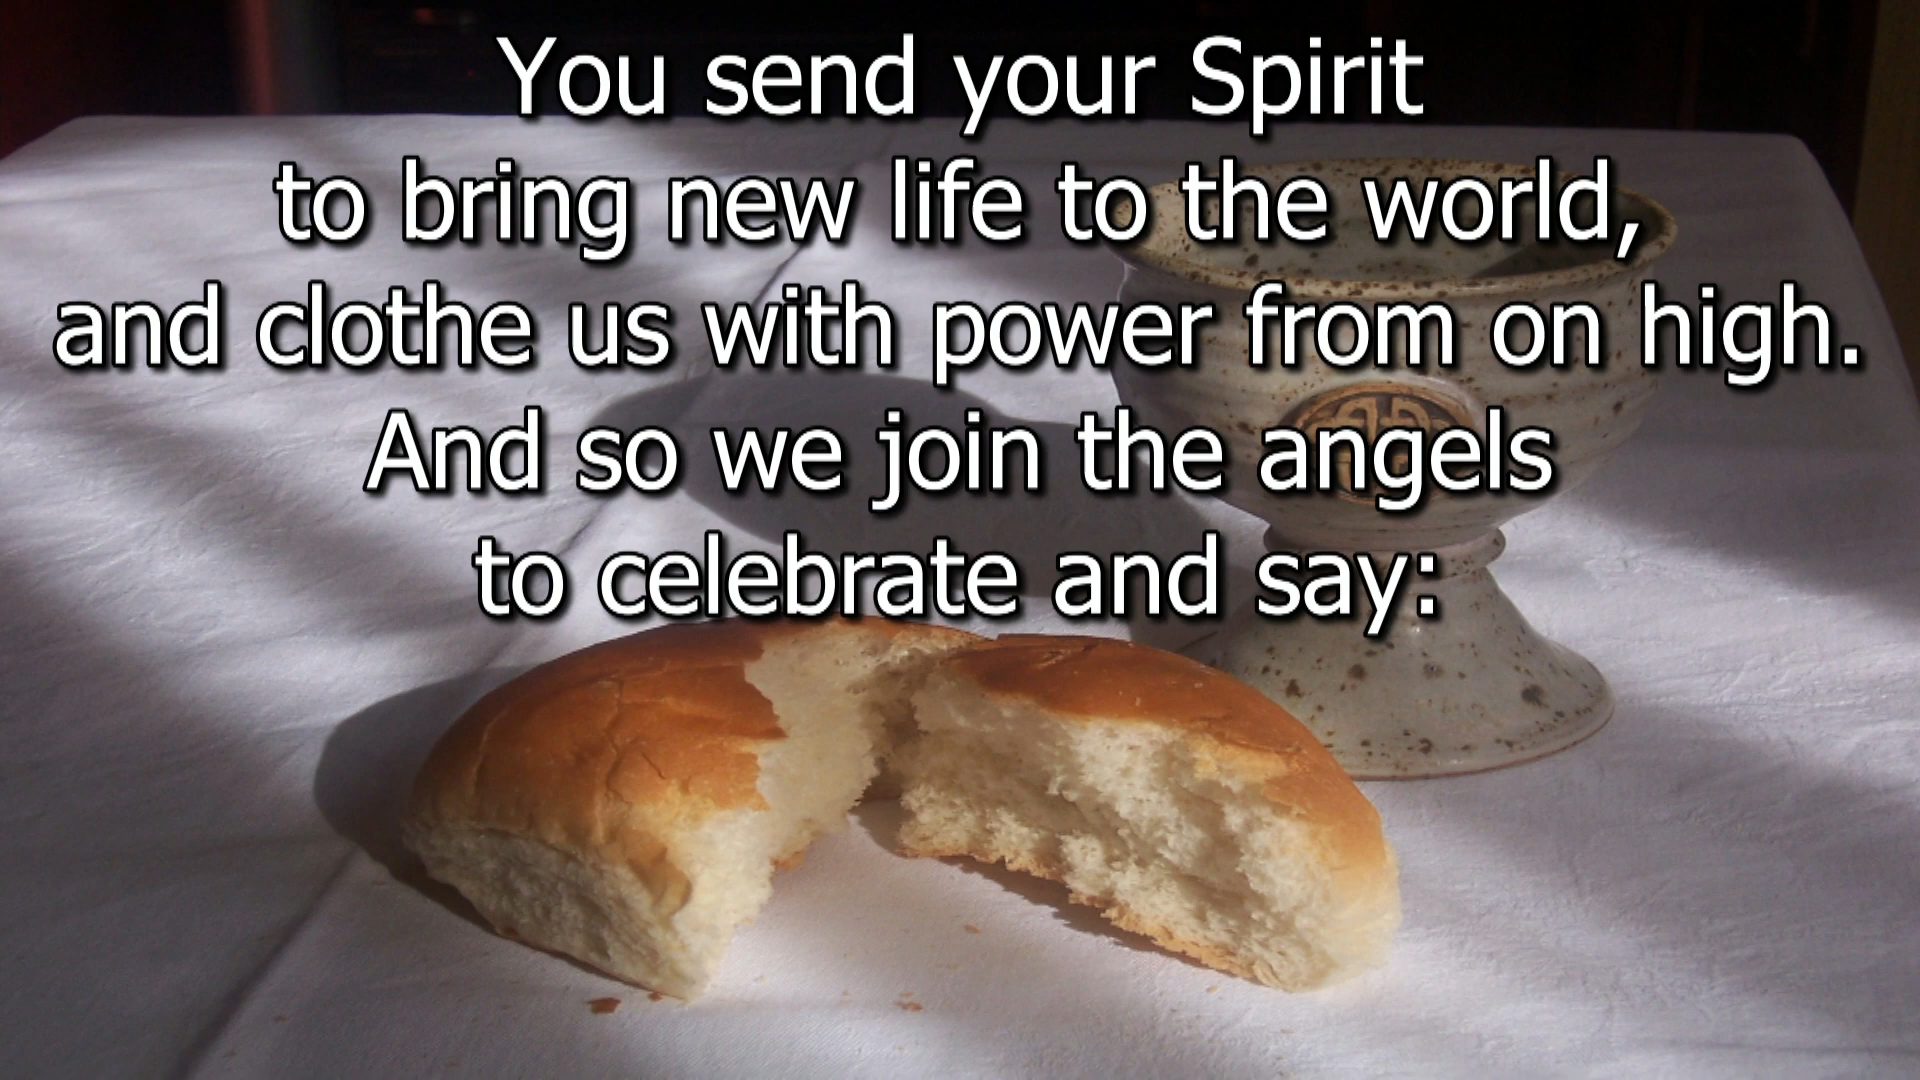 You send your Spirit
to bring new life to the world,
and clothe us with power from on high.
And so we join the angels
to celebrate and say: